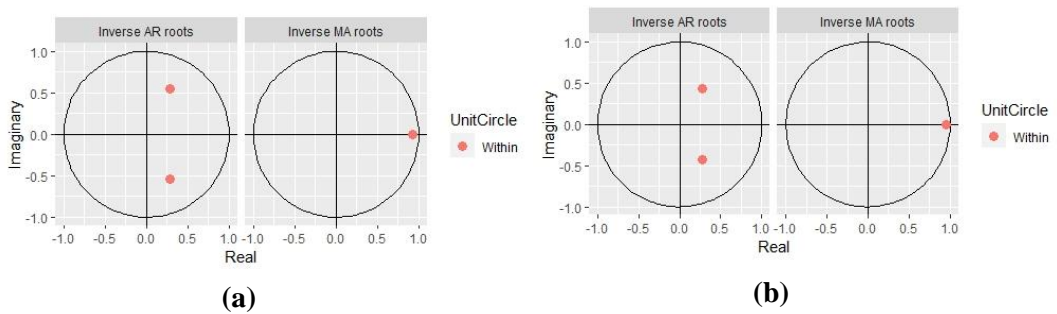 Inverse AR roots
Inverse MA roots
1.0
0.5
0.0
-0.5
-1.0
Imaginary
-1.0 -0.5 0.0 0.5 1.0
-1.0 -0.5 0.0 0.5 1.0
Real
UnitCircle
Within
(a)
Inverse AR roots
Inverse MA roots
1.0
0.5
0.0
-0.5
-1.0
Imaginary
-1.0 -0.5 0.0 0.5 1.0
-1.0 -0.5 0.0 0.5 1.0
Real
UnitCircle
Within
(b)